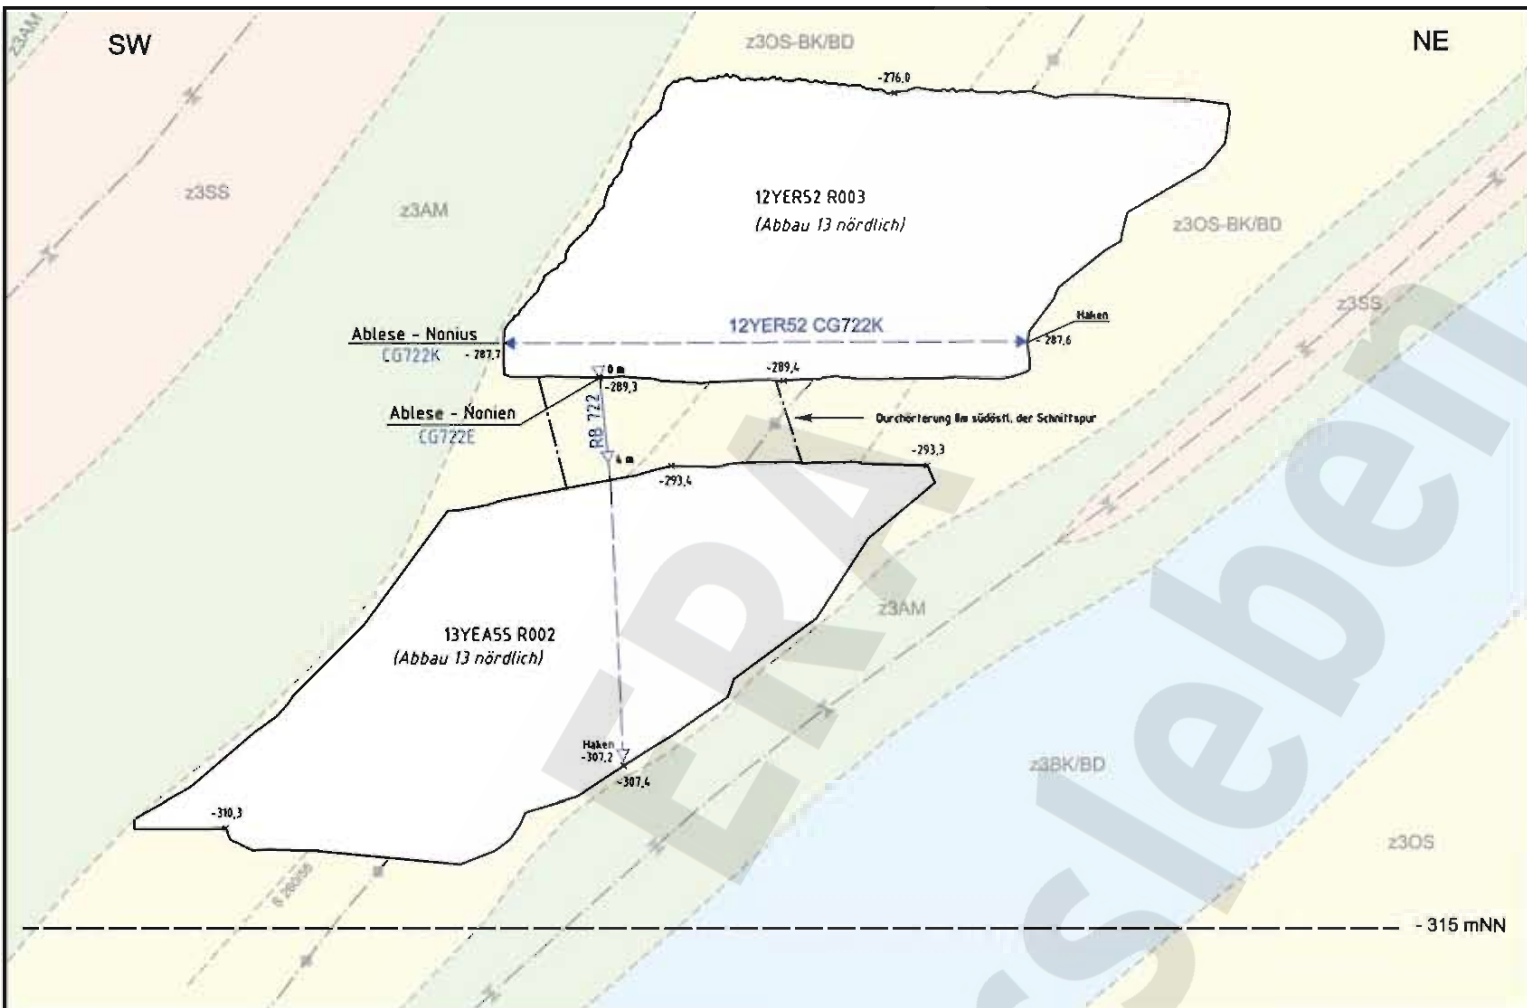 z3AM
SW
z3OS-BK/BD
NE
-276,0
z3SS
z3AM
12YER52 R003
(Abbau 13 nördlich)
z3OS-BK/BD
z3SS
Ablese - Nonius
CG722K
- 287,7
12YER52 CG722K
Haken
- 287,6
0 m
-289,3
-289,4
Ablese - Nonien
CG722E
RB 722
Durchörterung 8m südöstl. der Schnittspur
4 m
-293,4
-293,3
z3AM
13YEA55 R002
(Abbau 13 nördlich)
Haken
-307,2
-307,4
z3BK/BD
-310,3
z3OS
- 315 mNN
ERA
sleben